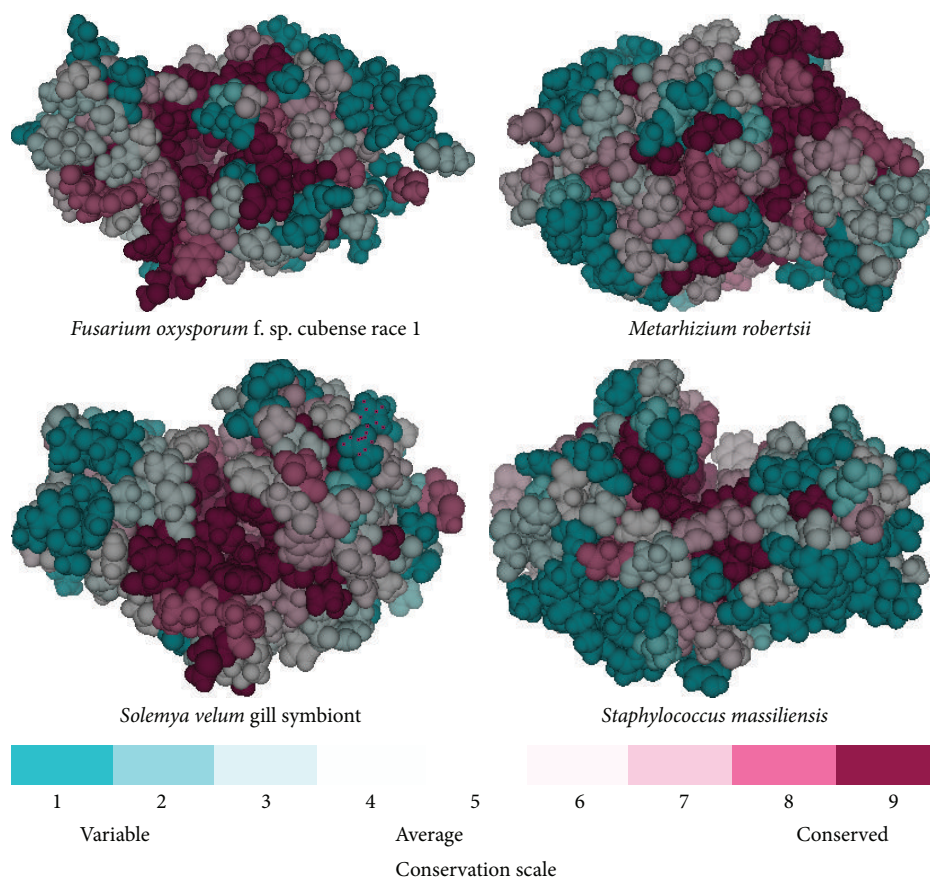 Fusarium oxysporum f. sp. cubense race 1
Metarhizium robertsii
Solemya velum gill symbiont
Staphylococcus massiliensis
1 2 3 4 5 6 7 8 9
Variable Average Conserved
Conservation scale